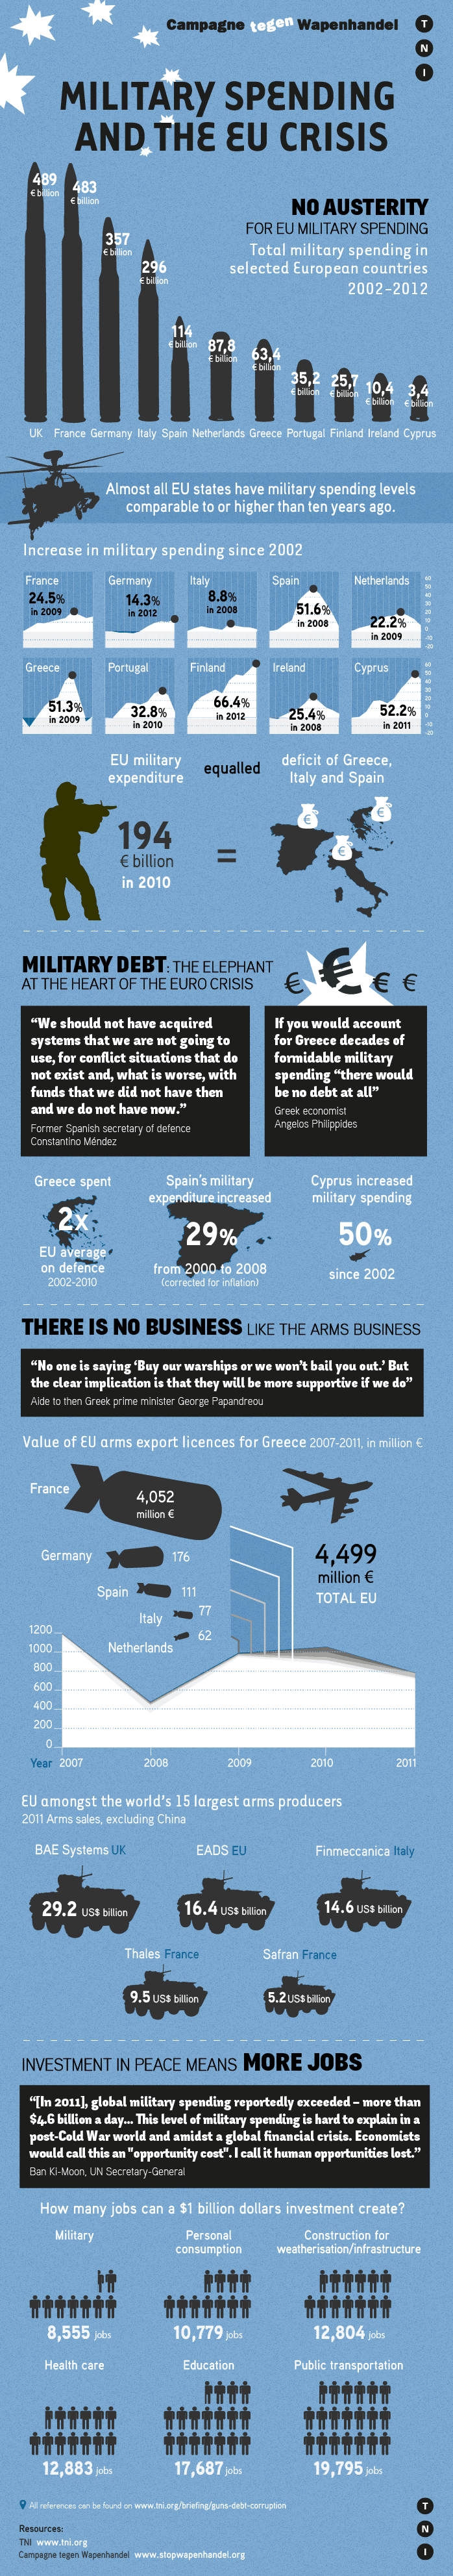 Campagne tegen Wapenhandel
T
N
I
MILITARY SPENDING
AND THE EU CRISIS
489
€ billion
483
€ billion
357
€ billion
296
€ billion
114
€ billion
87,8
€ billion
63,4
€ billion
35,2
€ billion
25,7
€ billion
10,4
€ billion
3,4
€ billion
NO AUSTERITY
FOR EU MILITARY SPENDING
Total military spending in
selected European countries
2002-2012
UK France Germany Italy Spain Netherlands Greece Portugal Finland Ireland Cyprus
Almost all EU states have military spending levels
comparable to or higher than ten years ago.
Increase in military spending since 2002
France
24.5%
in 2009
Germany
14.3%
in 2012
Italy
8.8%
in 2008
Spain
51.6%
in 2008
Netherlands
22.2%
in 2009
60
50
40
30
20
10
0
-10
-20
Greece
51.3%
in 2009
Portugal
32.8%
in 2010
Finland
66.4%
in 2012
Ireland
25.4%
in 2008
Cyprus
52.2%
in 2011
60
50
40
30
20
10
0
-10
-20
EU military
expenditure
equalled
deficit of Greece,
Italy and Spain
194
€ billion
in 2010
=
€
€
€
MILITARY DEBT: THE ELEPHANT
AT THE HEART OF THE EURO CRISIS
€ € € €
“We should not have acquired
systems that we are not going to
use, for conflict situations that do
not exist and, what is worse, with
funds that we did not have then
and we do not have now.”
Former Spanish secretary of defence
Constantino Méndez
If you would account
for Greece decades of
formidable military
spending “there would
be no debt at all”
Greek economist
Angelos Philippides
Greece spent
2x
EU average
on defence
2002-2010
Spain's military
expenditure increased
29%
from 2000 to 2008
(corrected for inflation)
Cyprus increased
military spending
50%
since 2002
THERE IS NO BUSINESS LIKE THE ARMS BUSINESS
“No one is saying ‘Buy our warships or we won’t bail you out.’ But
the clear implication is that they will be more supportive if we do”
Aide to then Greek prime minister George Papandreou
Value of EU arms export licences for Greece 2007-2011, in million €
France
4,052
million €
Germany
176
Spain
111
Italy
77
Netherlands
62
4,499
million €
TOTAL EU
1200
1000
800
600
400
200
0
Year 2007 2008 2009 2010 2011
EU amongst the world's 15 largest arms producers
2011 Arms sales, excluding China
BAE Systems UK
29.2 US$ billion
EADS EU
16.4 US$ billion
Finmeccanica Italy
14.6 US$ billion
Thales France
9.5 US$ billion
Safran France
5.2 US$ billion
INVESTMENT IN PEACE MEANS MORE JOBS
“[In 2011], global military spending reportedly exceeded – more than
$4.6 billion a day... This level of military spending is hard to explain in a
post-Cold War world and amidst a global financial crisis. Economists
would call this an "opportunity cost". I call it human opportunities lost.”
Ban Ki-Moon, UN Secretary-General
How many jobs can a $1 billion dollars investment create?
Military
8,555 jobs
Personal
consumption
10,779 jobs
Construction for
weatherisation/infrastructure
12,804 jobs
Health care
12,883 jobs
Education
17,687 jobs
Public transportation
19,795 jobs
All references can be found on www.tni.org/briefing/guns-debt-corruption
Resources:
TNI www.tni.org
Campagne tegen Wapenhandel www.stopwapenhandel.org
T
N
I